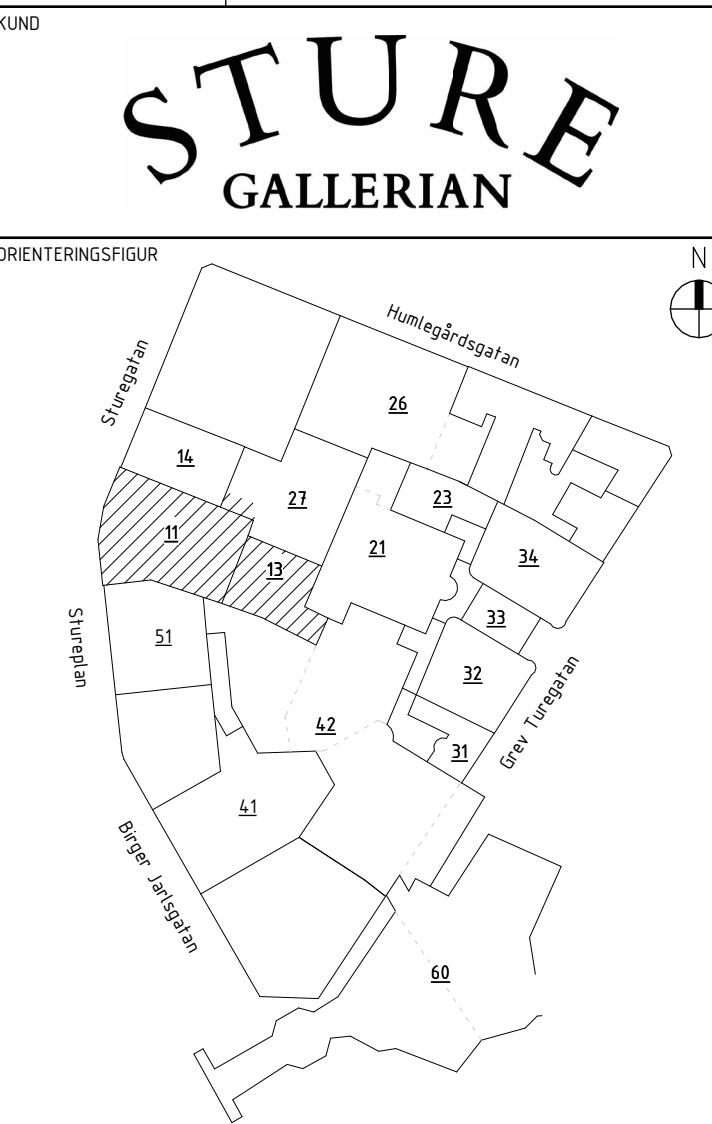 KUND
STURE
GALLERIAN
ORIENTERINGSFIGUR
N
Humlegårdsgatan
Sturegatan
26
14
27
23
11
21
13
34
33
Stureplan
51
32
Grev Turegatan
42
31
41
Birger Jarlsgatan
60